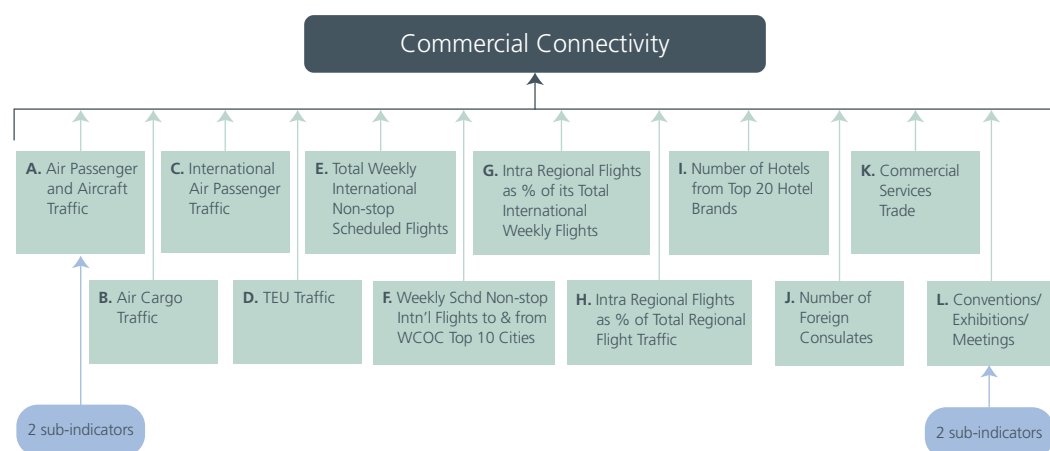 Commercial Connectivity
A. Air Passenger
and Aircraft
Traffic
C. International
Air Passenger
Traffic
E. Total Weekly
International
Non-stop
Scheduled Flights
G. Intra Regional Flights
as % of its Total
International
Weekly Flights
I. Number of Hotels
from Top 20 Hotel
Brands
K. Commercial
Services
Trade
B. Air Cargo
Traffic
D. TEU Traffic
F. Weekly Schd Non-stop
Intn’l Flights to & from
WCOC Top 10 Cities
H. Intra Regional Flights
as % of Total Regional
Flight Traffic
J. Number of
Foreign
Consulates
L. Conventions/
Exhibitions/
Meetings
2 sub-indicators
2 sub-indicators